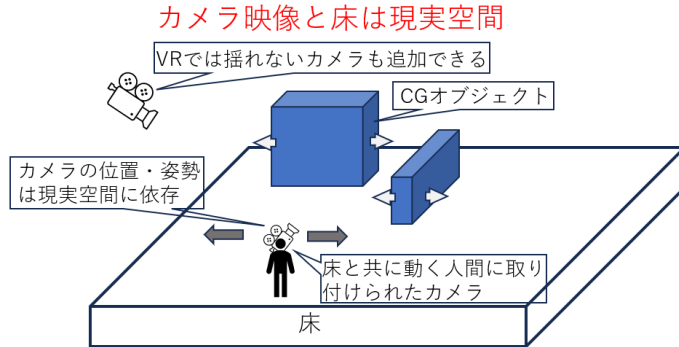 カメラ映像と床は現実空間
VRでは揺れないカメラも追加できる
CGオブジェクト
カメラの位置・姿勢
は現実空間に依存
床と共に動く人間に取り
付けられたカメラ
床